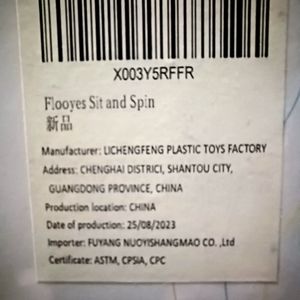 X003Y5RFFR
Flooyes Sit and Spin
新品
Manufacturer: LICHENGFENG PLASTIC TOYS FACTORY
Address: CHENGHAI DISTRICI, SHANTOU CITY,
GUANGDONG PROVINCE, CHINA
Production location: CHINA
Date of production: 25/08/2023
Importer: FUYANG NUOYISHANGMAO CO. ,Ltd
Certificate: ASTM, CPSIA, CPC